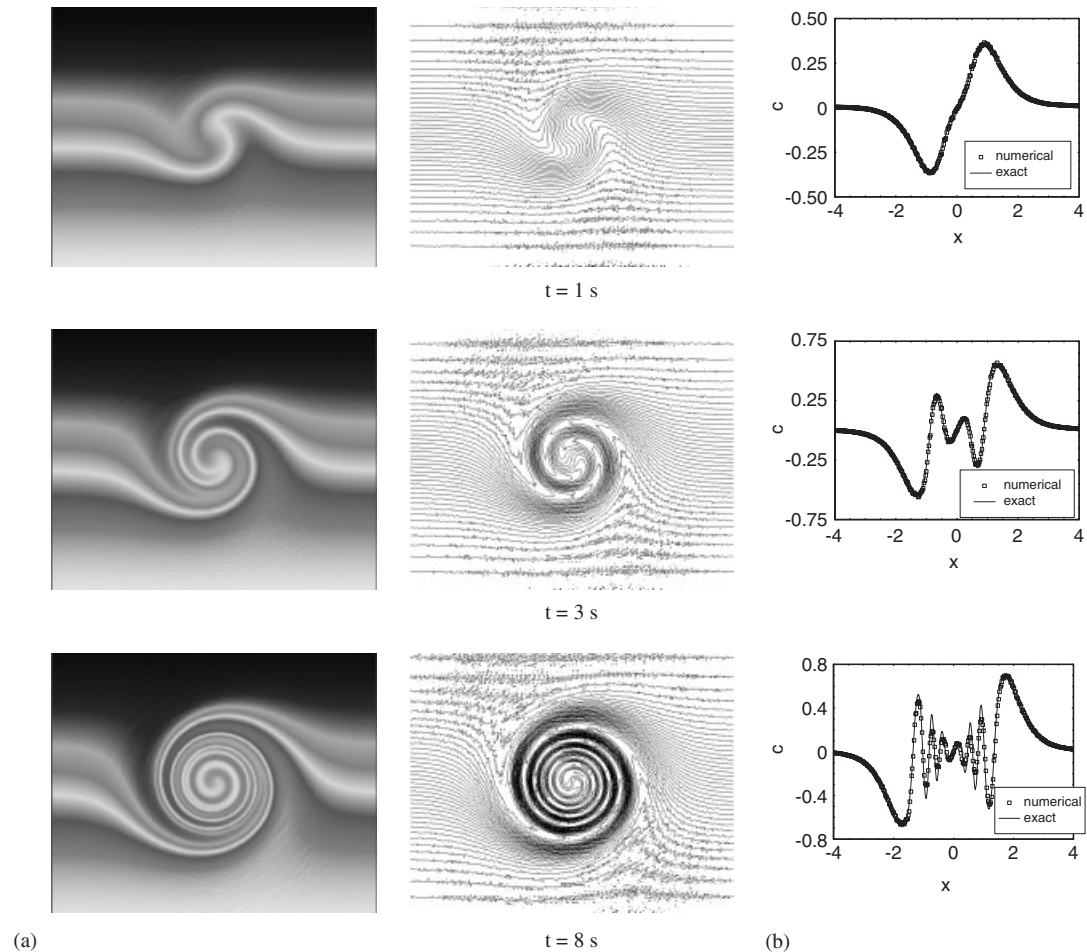 0.50
0.25
0
-0.25
-0.50
c
numerical
exact
-4 -2 0 2 4
x
t = 1 s
0.75
0.25
-0.25
-0.75
c
numerical
exact
-4 -2 0 2 4
x
t = 3 s
0.8
0.4
0
-0.4
-0.8
c
numerical
exact
-4 -2 0 2 4
x
(a)
t = 8 s
(b)